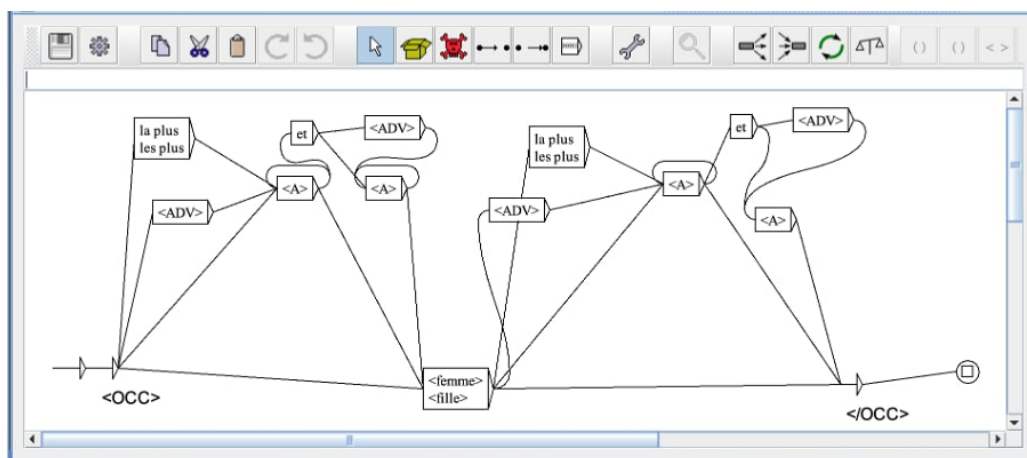 ( )
( )
< >
la plus
les plus
et
<ADV>
<A>
<A>
<ADV>
<OCC>
<femme>
<fille>
la plus
les plus
et
<ADV>
<A>
<ADV>
<A>
</OCC>